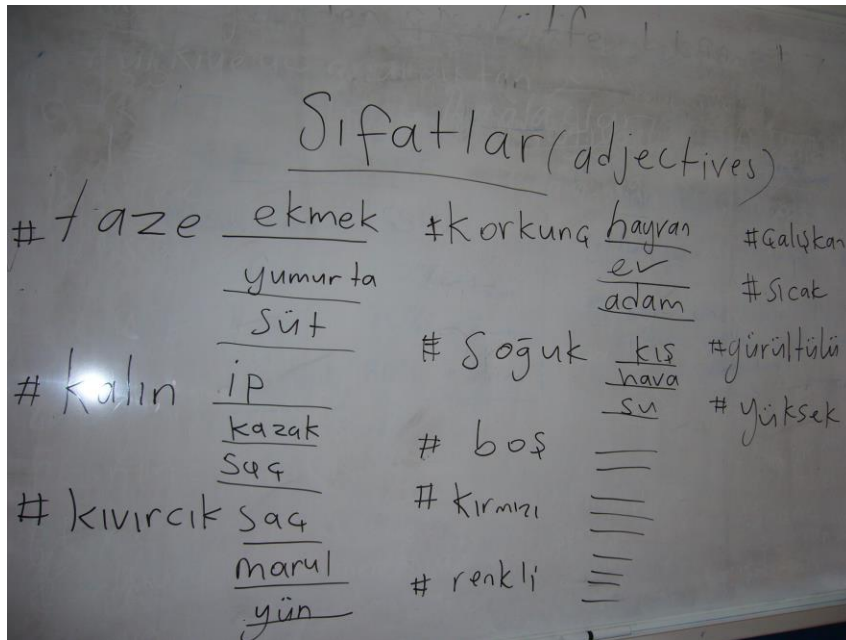 Sıfatlar (adjectives)
# taze ekmek
yumurta
süt
# kalın ip
kazak
saç
# kıvırcık saç
marul
yün
# Korkunç hayvan
ev
adam
# Soğuk kış
hava
su
# boş
# kırmızı
# renkli
# Çalışkan
# Sıcak
# gürültülü
# yüksek